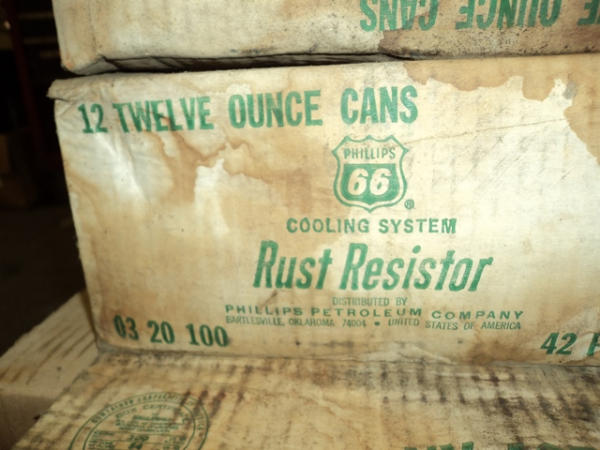 OUNCE CANS
12 TWELVE OUNCE CANS
PHILLIPS
66
®
COOLING SYSTEM
Rust Resistor
DISTRIBUTED BY
PHILLIPS PETROLEUM COMPANY
BARTLESVILLE, OKLAHOMA 74004 • UNITED STATES OF AMERICA
03 20 100
42